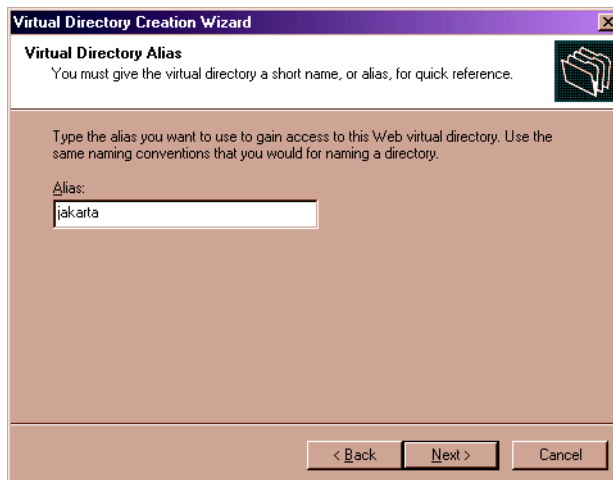 Virtual Directory Creation Wizard
Virtual Directory Alias
You must give the virtual directory a short name, or alias, for quick reference.
Type the alias you want to use to gain access to this Web virtual directory. Use the
same naming conventions that you would for naming a directory.
Alias:
jakarta
< Back Next > Cancel